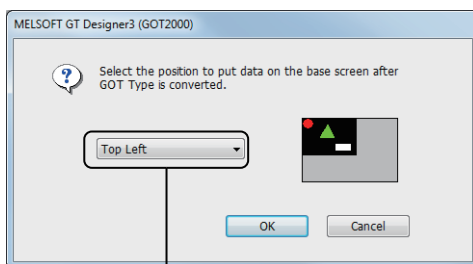 MELSOFT GT Designer3 (GOT2000)
Select the position to put data on the base screen after
GOT Type is converted.
Top Left
OK
Cancel